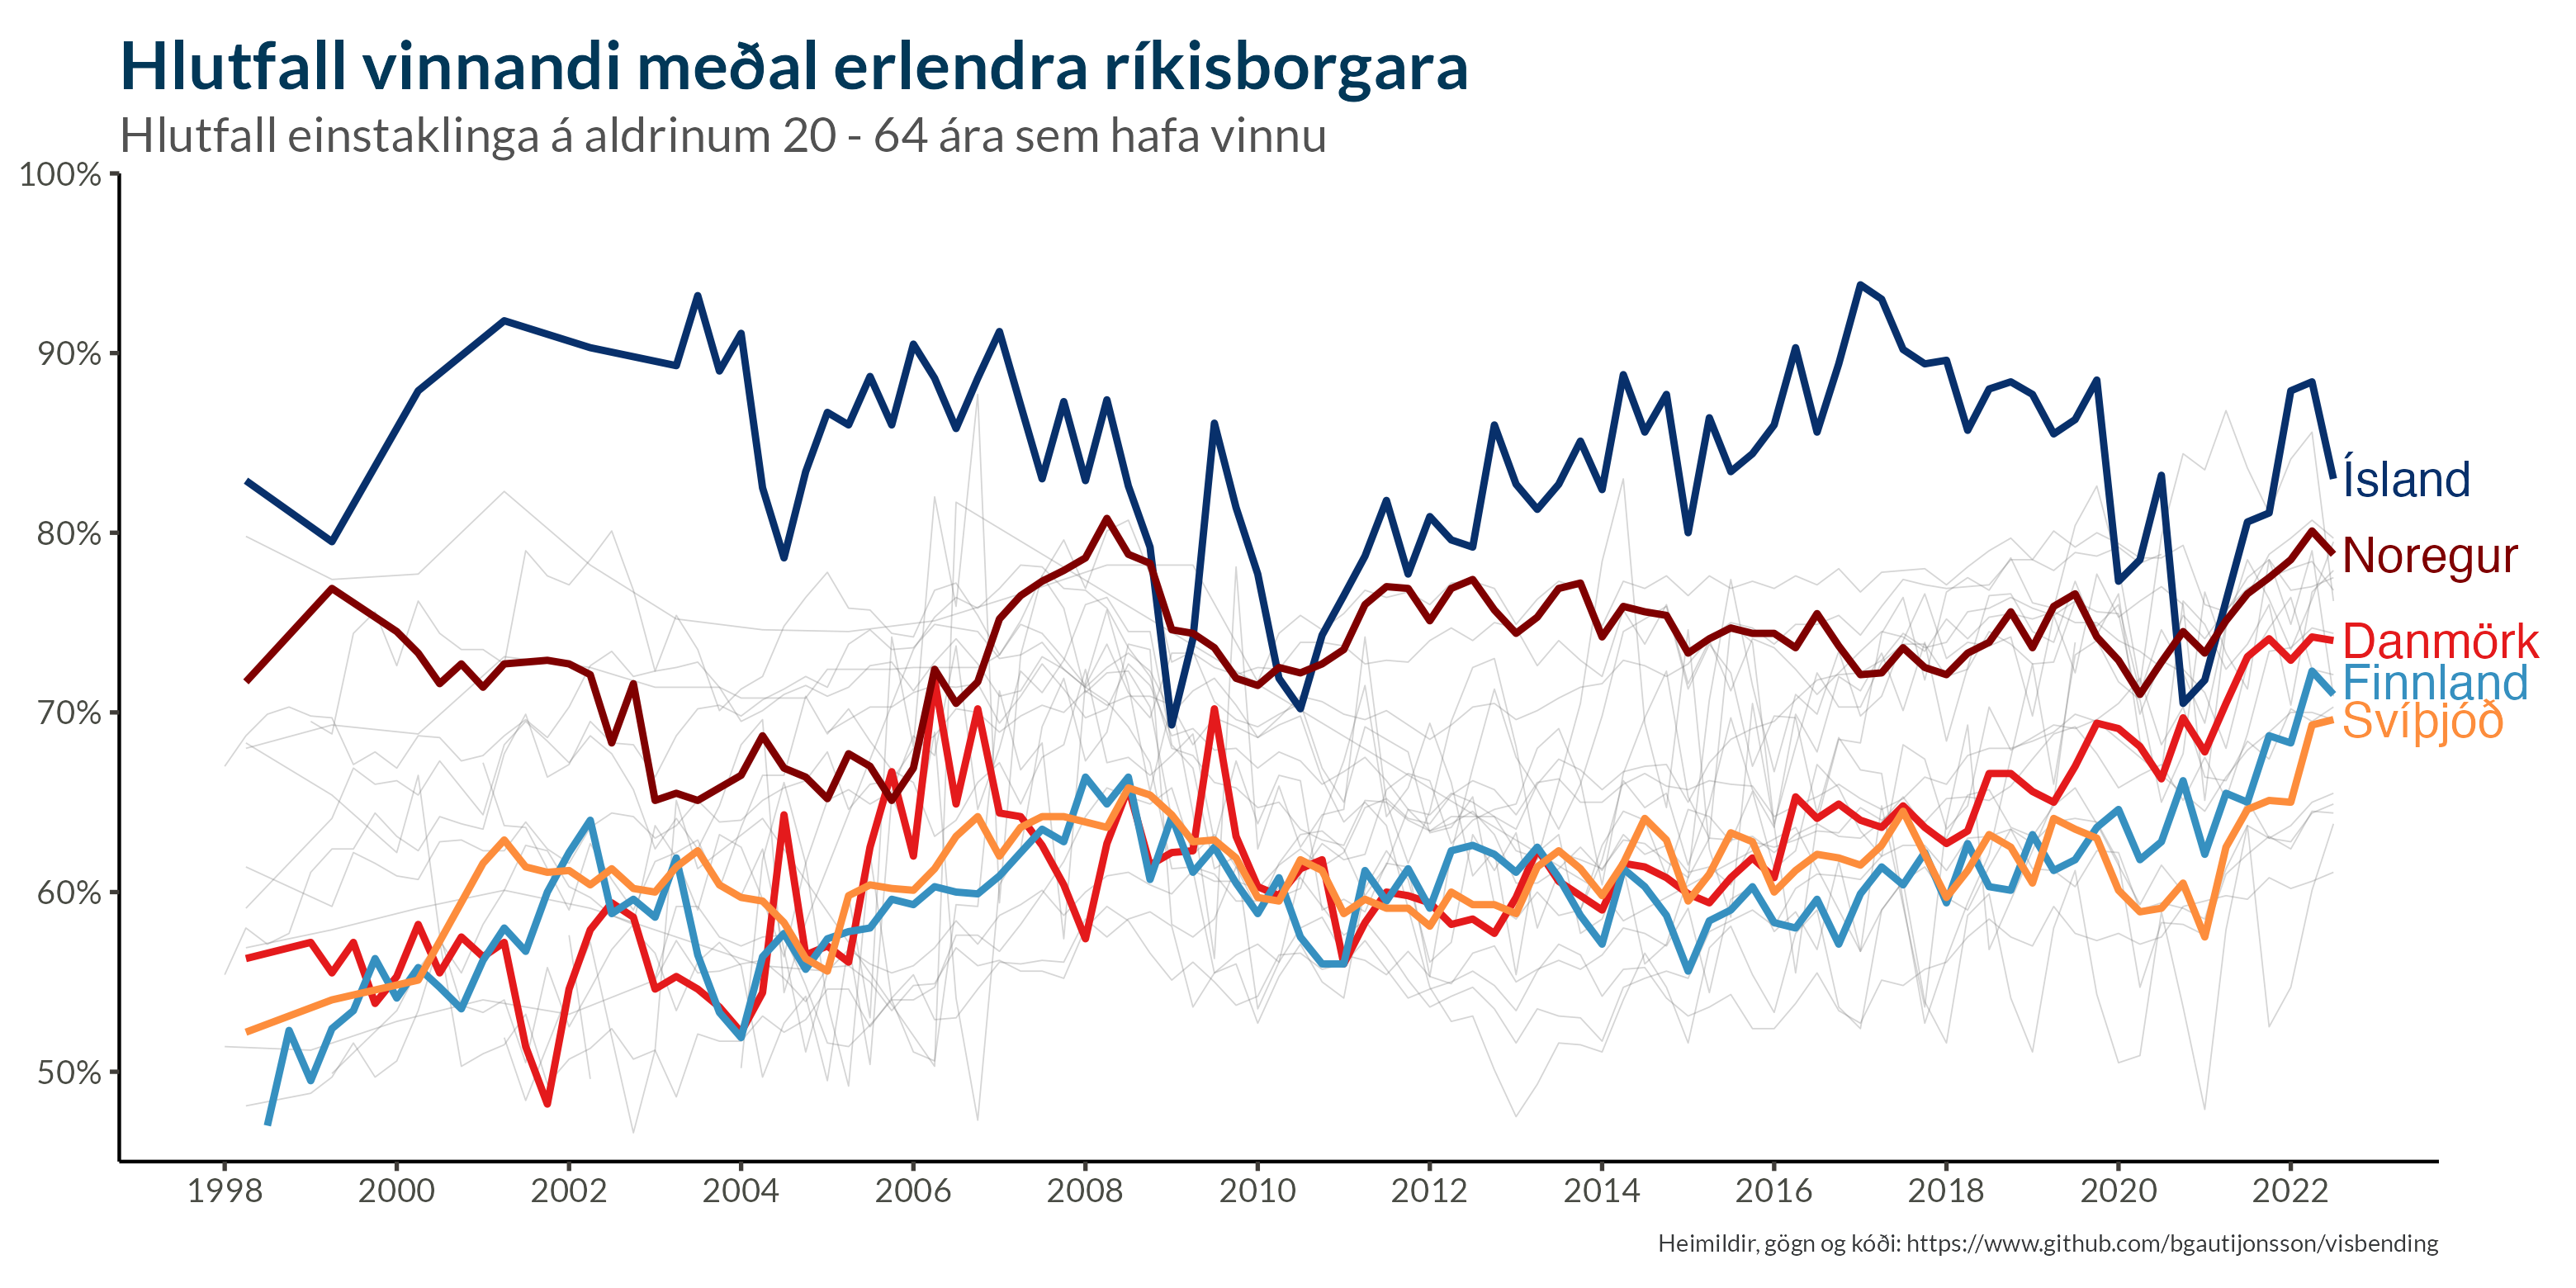 Hlutfall vinnandi meðal erlendra ríkisborgara
Hlutfall einstaklinga á aldrinum 20 - 64 ára sem hafa vinnu
100%
90%
80%
70%
60%
50%
Ísland
Noregur
Danmörk
Finnland
Svíþjóð
1998 2000 2002 2004 2006 2008 2010 2012 2014 2016 2018 2020 2022
Heimildir, gögn og kóði: https://www.github.com/bgautijonsson/visbending